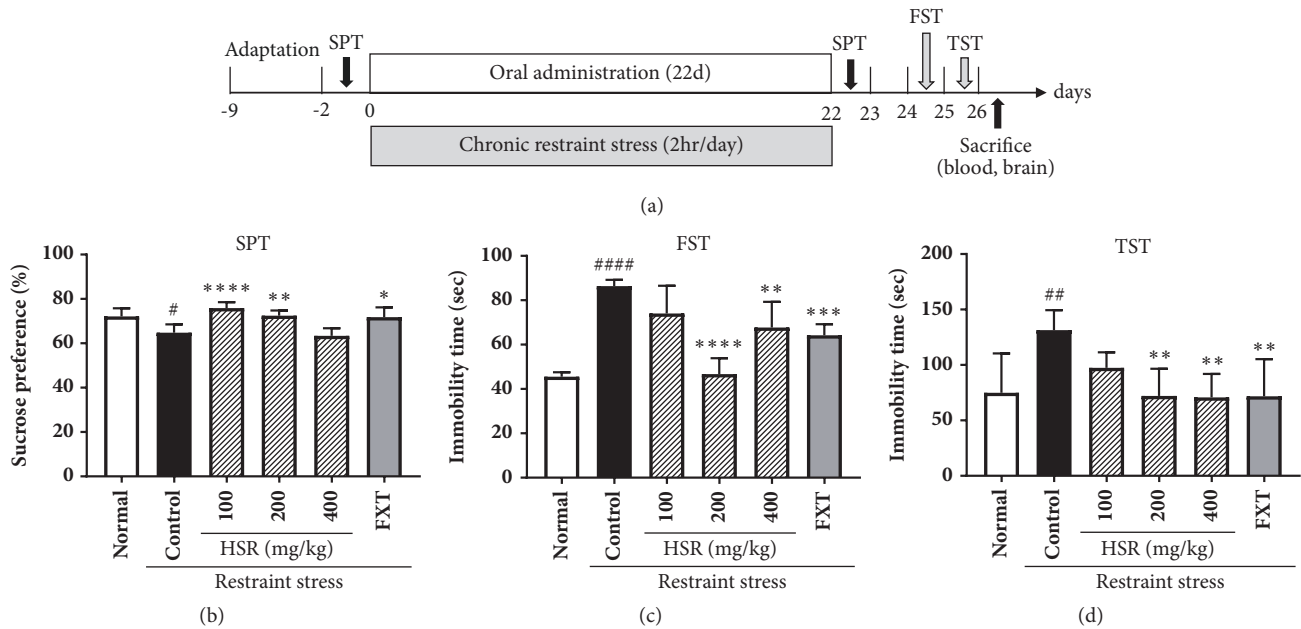 FST
SPT
SPT
TST
Adaptation
Oral administration (22d)
days
-9
-2
0
22
23
24
25
26
Chronic restraint stress (2hr/day)
Sacrifice
(blood, brain)
(a)
SPT
Sucrose preference (%)
100
80
60
40
20
0
#
****
**
*
Normal
Control
100
200
400
FXT
HSR (mg/kg)
Restraint stress
(b)
FST
Immobility time (sec)
100
80
60
40
20
0
####
****
**
***
Normal
Control
100
200
400
FXT
HSR (mg/kg)
Restraint stress
(c)
TST
Immobility time (sec)
200
150
100
50
0
##
**
**
**
Normal
Control
100
200
400
FXT
HSR (mg/kg)
Restraint stress
(d)